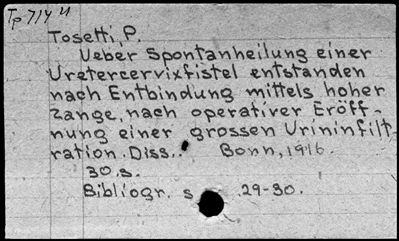 Tp 714 u
Tosetti, P.
Ueber Spontanheilung einer
Uretercervixfistel entstanden
nach Entbindung mittels hoher
Zange, nach operativer Eröff-
nung einer grossen Urininfilt-
ration. Diss.. Bonn, 1916.
30.s.
Bibliogr. s .29-30.